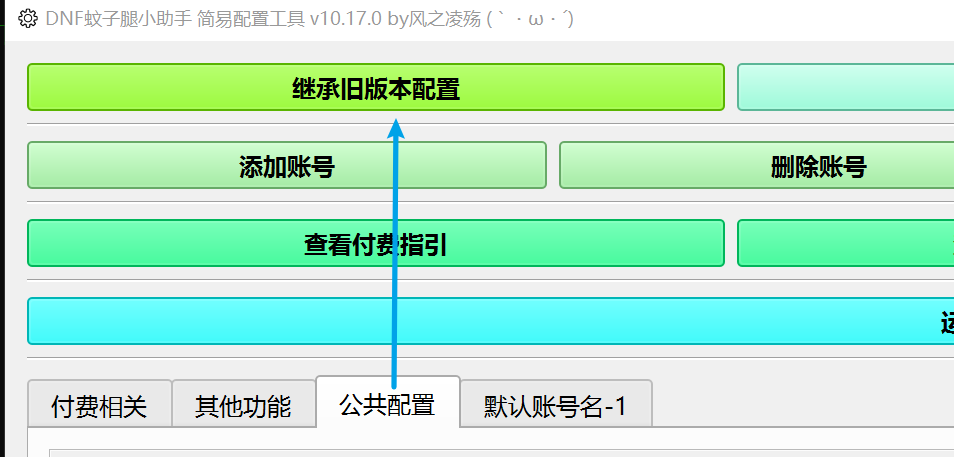 DNF蚊子腿小助手 简易配置工具 v10.17.0 by风之凌殇 (｀・ω・´)
继承旧版本配置
添加账号 删除账号
查看付费指引
付费相关 其他功能 公共配置 默认账号名-1